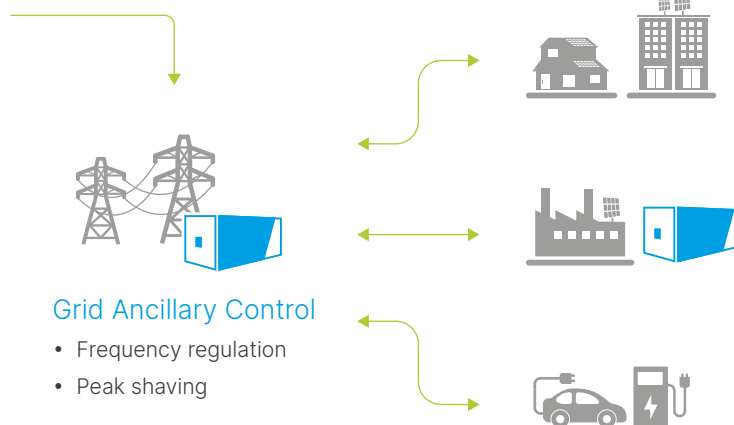 Grid Ancillary Control
• Frequency regulation
• Peak shaving